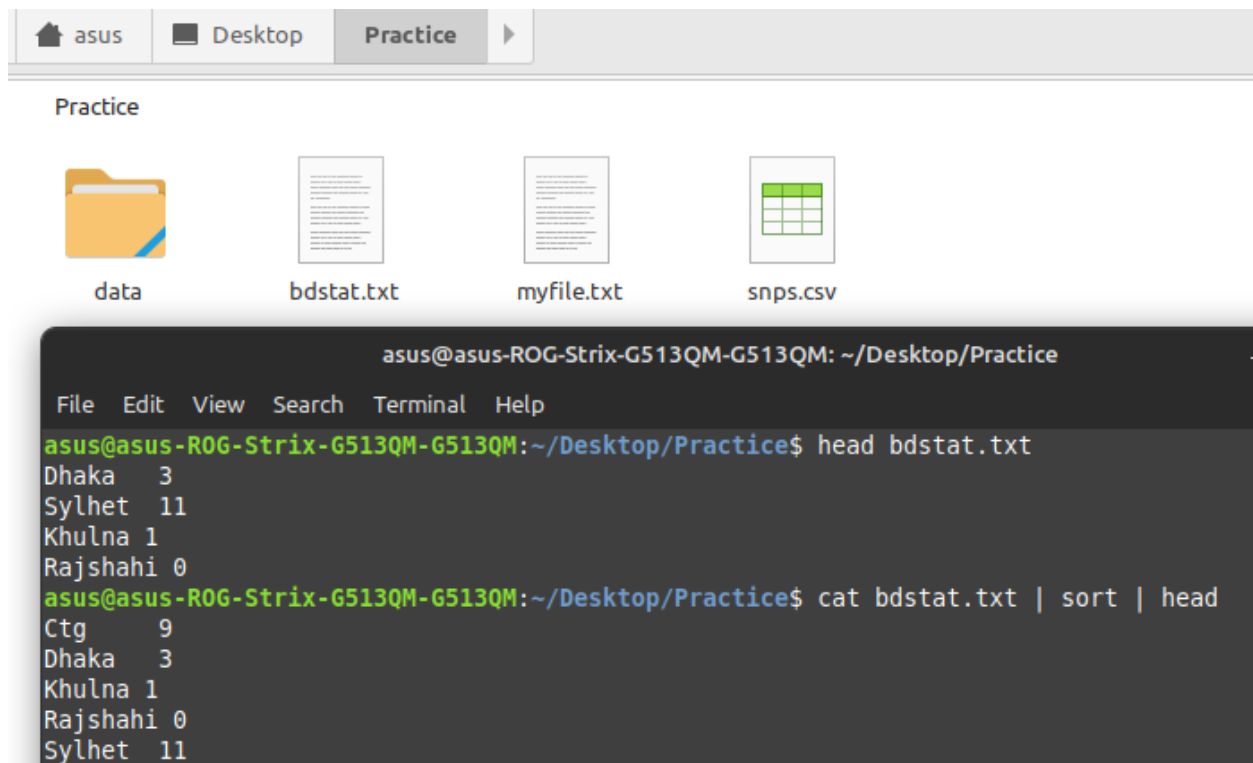 asus Desktop Practice
Practice
data bdstat.txt myfile.txt snps.csv
asus@asus-ROG-Strix-G513QM-G513QM: ~/Desktop/Practice
File Edit View Search Terminal Help
asus@asus-ROG-Strix-G513QM-G513QM:~/Desktop/Practice$ head bdstat.txt
Dhaka 3
Sylhet 11
Khulna 1
Rajshahi 0
asus@asus-ROG-Strix-G513QM-G513QM:~/Desktop/Practice$ cat bdstat.txt | sort | head
Ctg 9
Dhaka 3
Khulna 1
Rajshahi 0
Sylhet 11